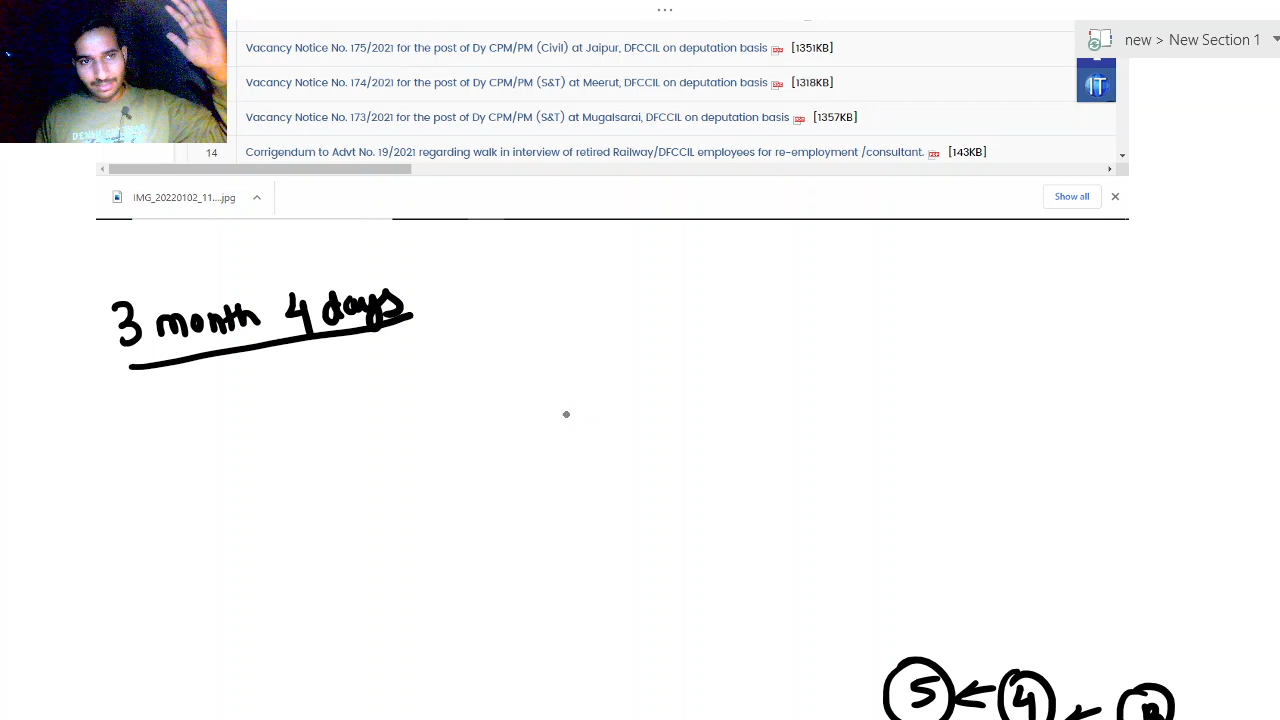 new > New Section 1
Vacancy Notice No. 175/2021 for the post of Dy CPM/PM (Civil) at Jaipur, DFCCIL on deputation basis [1351KB]
Vacancy Notice No. 174/2021 for the post of Dy CPM/PM (S&T) at Meerut, DFCCIL on deputation basis [1318KB]
IT
Vacancy Notice No. 173/2021 for the post of Dy CPM/PM (S&T) at Mugalsarai, DFCCIL on deputation basis [1357KB]
14 Corrigendum to Advt No. 19/2021 regarding walk in interview of retired Railway/DFCCIL employees for re-employment /consultant. [143KB]
IMG_20220102_11....jpg Show all
3 month 4 days
5 ← 4 ←